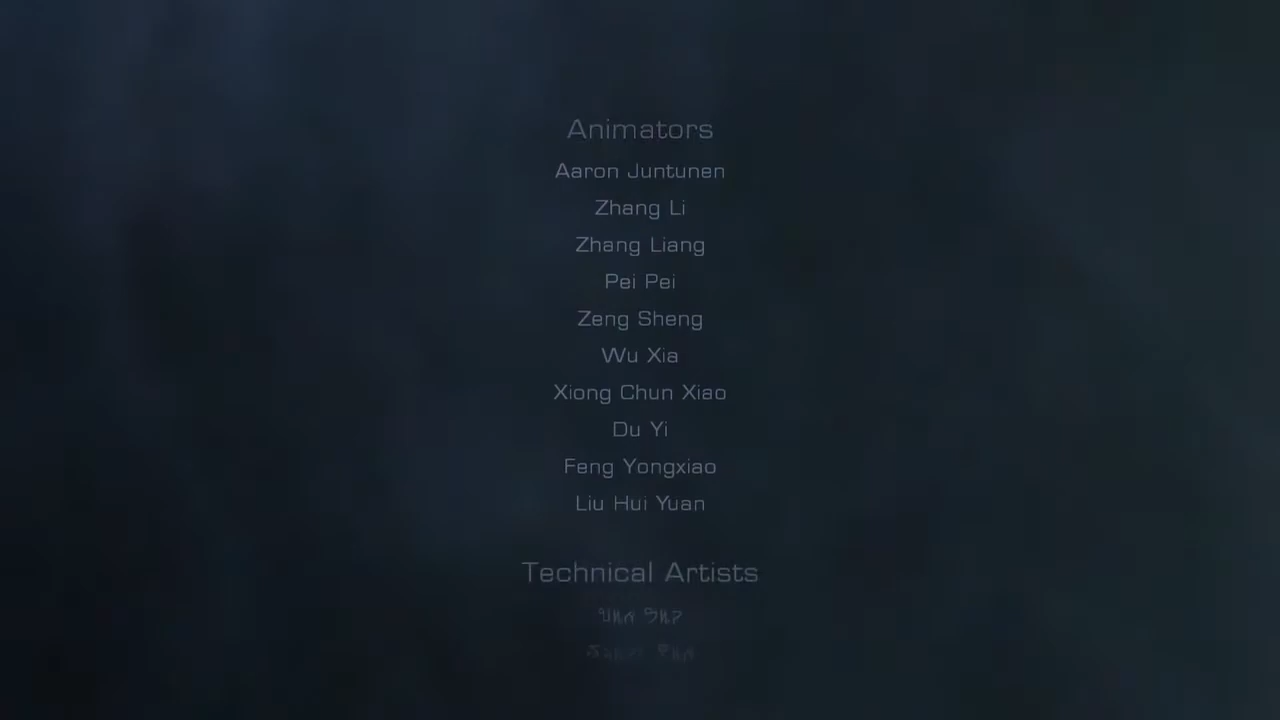 Animators
Aaron Juntunen
Zhang Li
Zhang Liang
Pei Pei
Zeng Sheng
Wu Xia
Xiong Chun Xiao
Du Yi
Feng Yongxiao
Liu Hui Yuan
Technical Artists